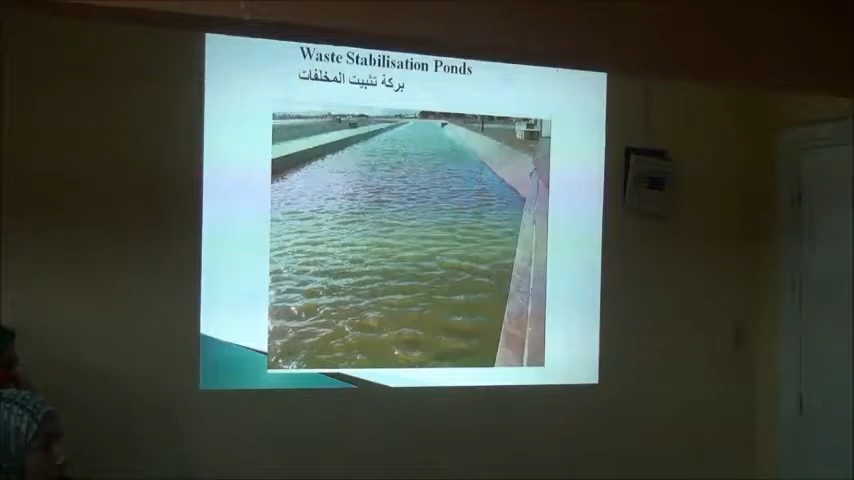 Waste Stabilisation Ponds
بركة تثبيت المخلفات